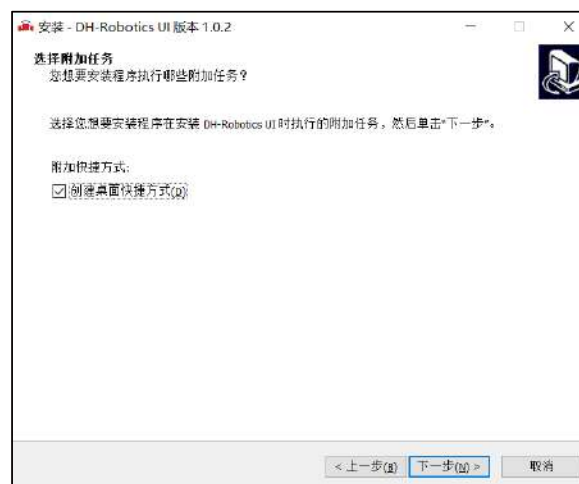 安装 - DH-Robotics UI 版本 1.0.2
选择附加任务
您想要安装程序执行哪些附加任务？
选择您想要安装程序在安装 DH-Robotics UI 时执行的附加任务，然后单击“下一步”。
附加快捷方式:
创建桌面快捷方式(D)
< 上一步(B)
下一步(N) >
取消